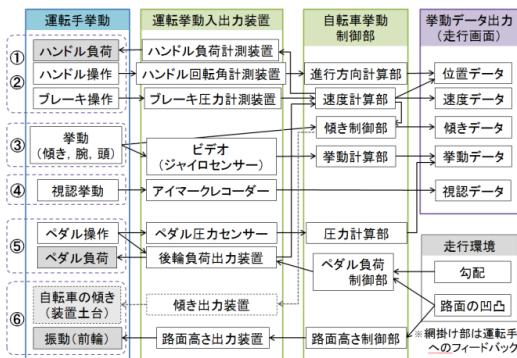 運転手挙動
運転挙動入出力装置
自転車挙動
制御部
挙動データ出力
(走行画面)
①
ハンドル負荷
ハンドル負荷計測装置
②
ハンドル操作
ハンドル回転角計測装置
進行方向計算部
位置データ
ブレーキ操作
ブレーキ圧力計測装置
速度計算部
速度データ
傾き制御部
傾きデータ
③
挙動
(傾き, 腕, 頭)
ビデオ
(ジャイロセンサー)
挙動計算部
挙動データ
④
視認挙動
アイマークレコーダー
視認データ
⑤
ペダル操作
ペダル圧力センサー
圧力計算部
ペダル負荷
後輪負荷出力装置
ペダル負荷
制御部
走行環境
勾配
路面の凹凸
⑥
自転車の傾き
(装置土台)
傾き出力装置
振動(前輪)
路面高さ出力装置
路面高さ制御部
※網掛け部は運転手
へのフィードバック